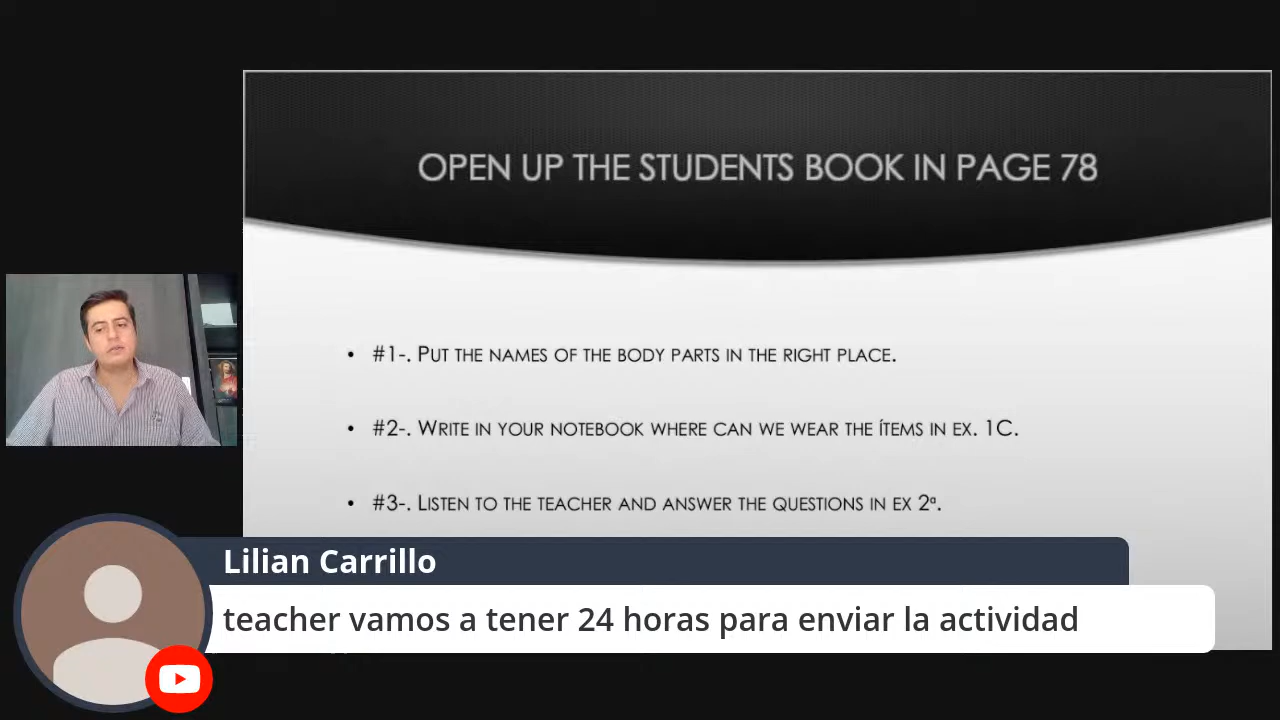 OPEN UP THE STUDENTS BOOK IN PAGE 78
• #1-. PUT THE NAMES OF THE BODY PARTS IN THE RIGHT PLACE.
• #2-. WRITE IN YOUR NOTEBOOK WHERE CAN WE WEAR THE ÍTEMS IN EX. 1C.
• #3-. LISTEN TO THE TEACHER AND ANSWER THE QUESTIONS IN EX 2ª.
Lilian Carrillo
teacher vamos a tener 24 horas para enviar la actividad